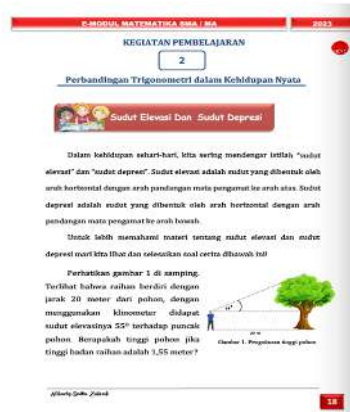 E-MODUL MATEMATIKA SMA / MA
2023
KEGIATAN PEMBELAJARAN
2
Perbandingan Trigonometri dalam Kehidupan Nyata
Sudut Elevasi Dan Sudut Depresi
Dalam kehidupan sehari-hari, kita sering mendengar istilah "sudut
elevasi" dan "sudut depresi". Sudut elevasi adalah sudut yang dibentuk oleh
arah horizontal dengan arah pandangan mata pengamat ke arah atas. Sudut
depresi adalah sudut yang dibentuk oleh arah horizontal dengan arah
pandangan mata pengamat ke arah bawah.
Untuk lebih memahami materi tentang sudut elevasi dan sudut
depresi mari kita lihat dan selesaikan soal cerita dibawah ini!
Perhatikan gambar 1 di samping.
Terlihat bahwa raihan berdiri dengan
jarak 20 meter dari pohon, dengan
menggunakan klinometer didapat
sudut elevasinya 55° terhadap puncak
pohon. Berapakah tinggi pohon jika
tinggi badan raihan adalah 1,55 meter?
Gambar 1. Pengukuran tinggi pohon
18